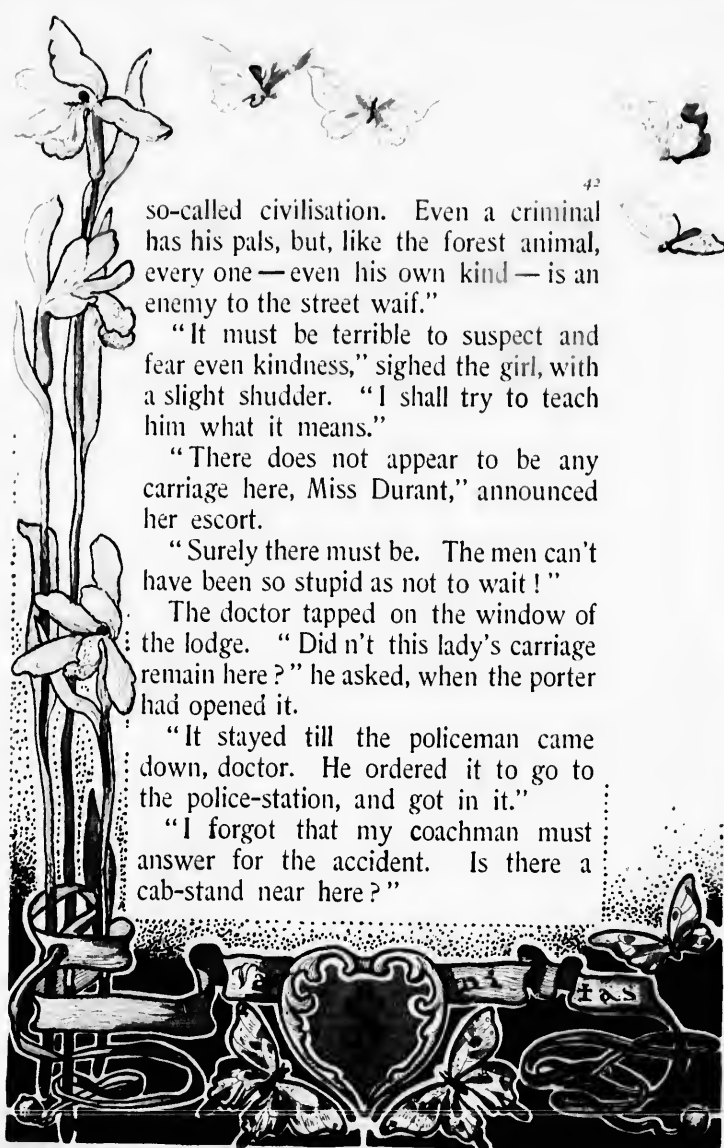 42
so-called civilisation. Even a criminal
has his pals, but, like the forest animal,
every one — even his own kind — is an
enemy to the street waif."
"It must be terrible to suspect and
fear even kindness," sighed the girl, with
a slight shudder. "I shall try to teach
him what it means."
"There does not appear to be any
carriage here, Miss Durant," announced
her escort.
"Surely there must be. The men can't
have been so stupid as not to wait!"
The doctor tapped on the window of
the lodge. "Did n't this lady's carriage
remain here?" he asked, when the porter
had opened it.
"It stayed till the policeman came
down, doctor. He ordered it to go to
the police-station, and got in it."
"I forgot that my coachman must
answer for the accident. Is there a
cab-stand near here?"
ni tas